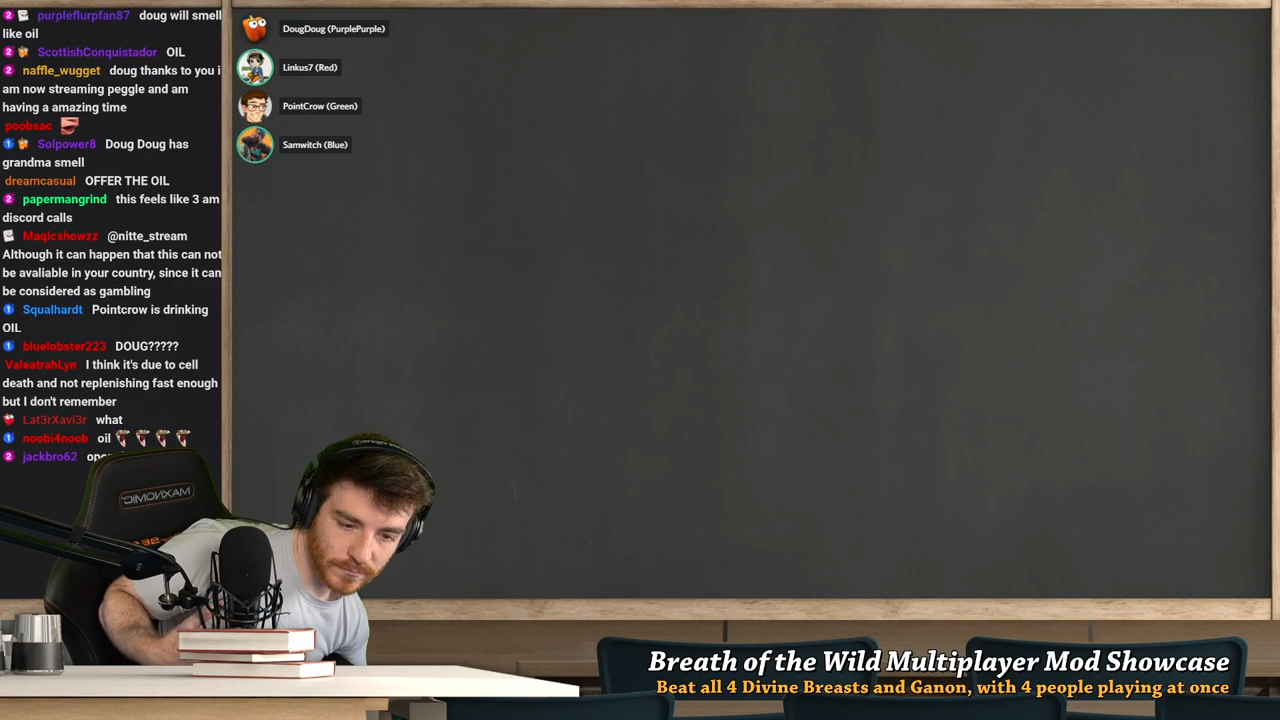 purpleflurpfan87 doug will smell
like oil
ScottishConquistador OIL
naffle_wugget doug thanks to you i
am now streaming peggle and am
having a amazing time
poobsac
Solpower8 Doug Doug has
grandma smell
dreamcasual OFFER THE OIL
papermangrind this feels like 3 am
discord calls
Maqicshowzz @nitte_stream
Although it can happen that this can not
be avaliable in your country, since it can
be considered as gambling
Squalhardt Pointcrow is drinking
OIL
bluelobster223 DOUG?????
ValeatrahLyn I think it's due to cell
death and not replenishing fast enough
but I don't remember
Lat3rXavi3r what
noobi4noob oil
jackbro62
DougDoug (PurplePurple)
Linkus7 (Red)
PointCrow (Green)
Samwitch (Blue)
MAXNOMIC
Breath of the Wild Multiplayer Mod Showcase
Beat all 4 Divine Breasts and Ganon, with 4 people playing at once